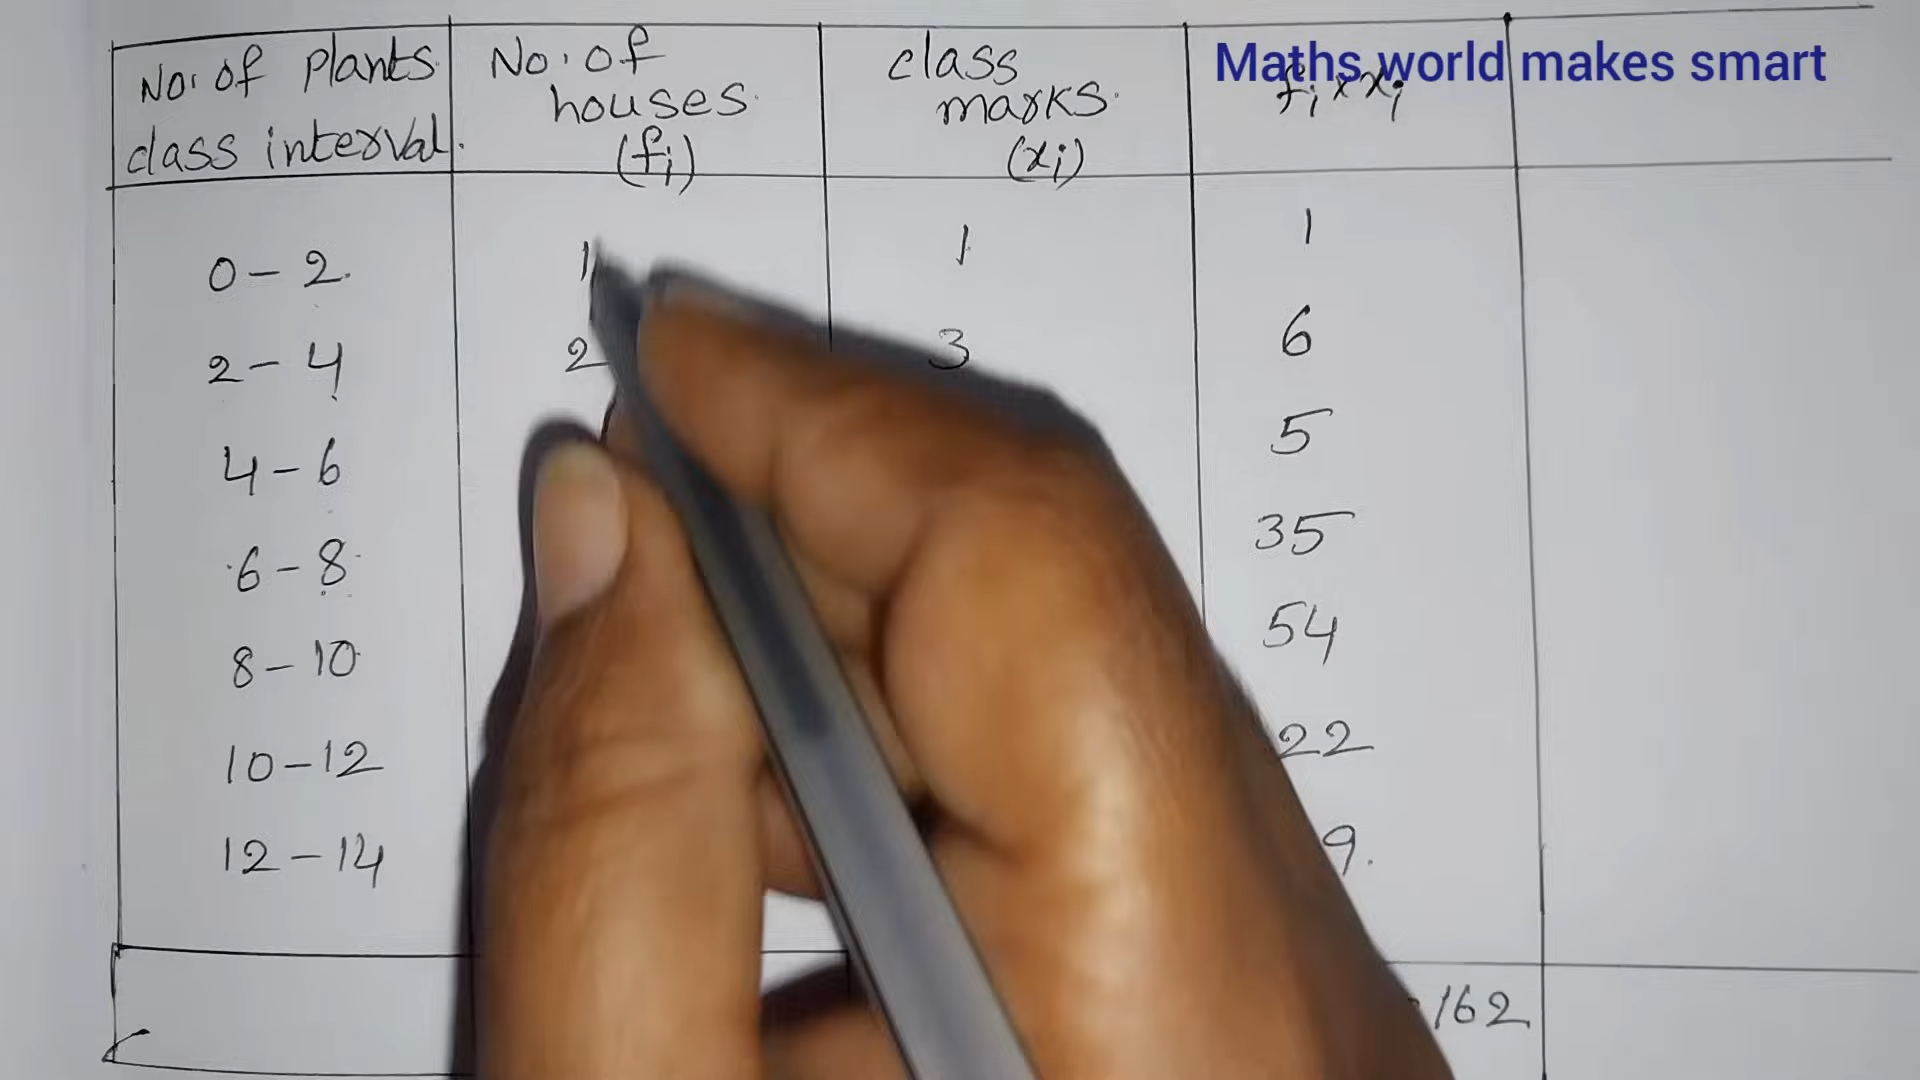 No. of Plants
class interval.
No. of
houses
(fi)
class
marks.
(xi)
Maths world makes smart
fi × xi
0 - 2 1 1 1
2 - 4 2 3 6
4 - 6 5
6 - 8 35
8 - 10 54
10 - 12 22
12 - 14 9.
162